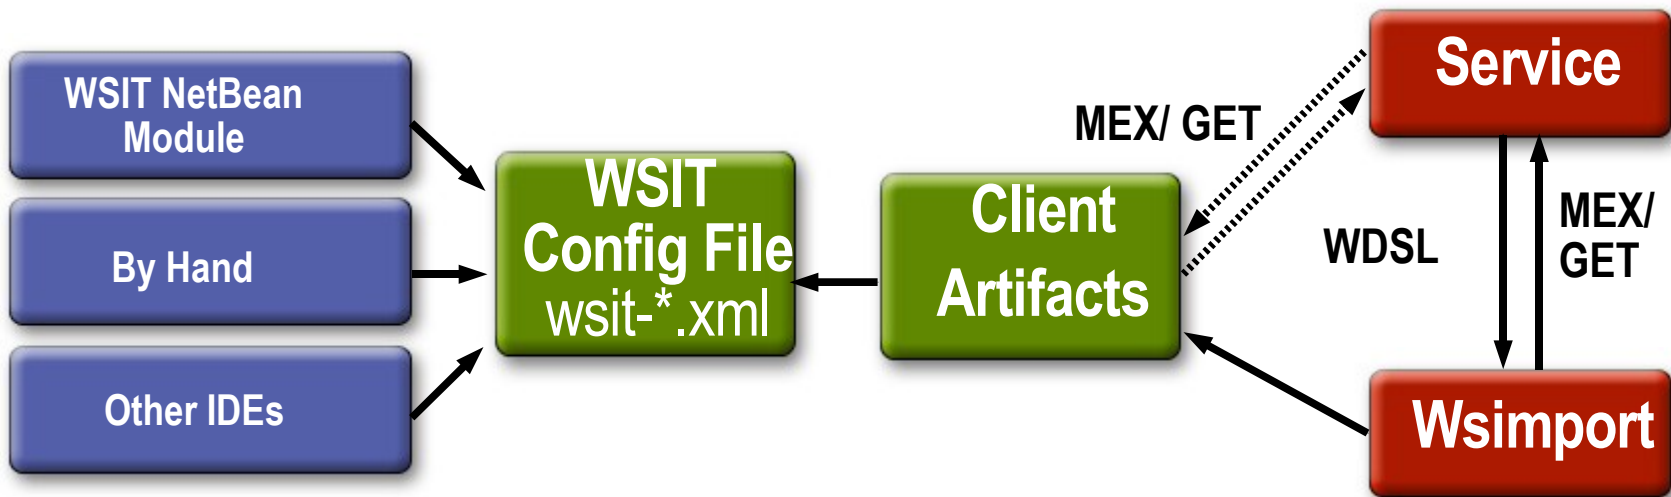 WSIT NetBean
Module
By Hand
Other IDEs
WSIT
Config File
wsit-*.xml
Client
Artifacts
MEX/ GET
Service
WDSL
MEX/
GET
Wsimport